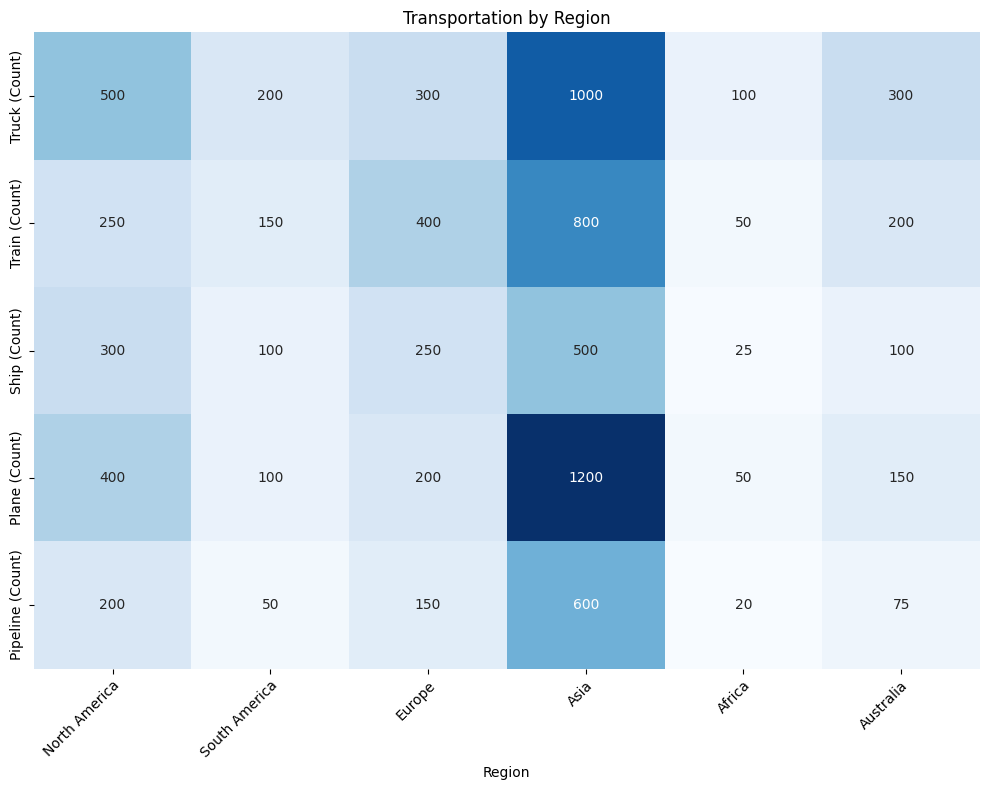 Transportation by Region
Truck (Count)
500 200 300 1000 100 300
Train (Count)
250 150 400 800 50 200
Ship (Count)
300 100 250 500 25 100
Plane (Count)
400 100 200 1200 50 150
Pipeline (Count)
200 50 150 600 20 75
North America
South America
Europe
Asia
Africa
Australia
Region